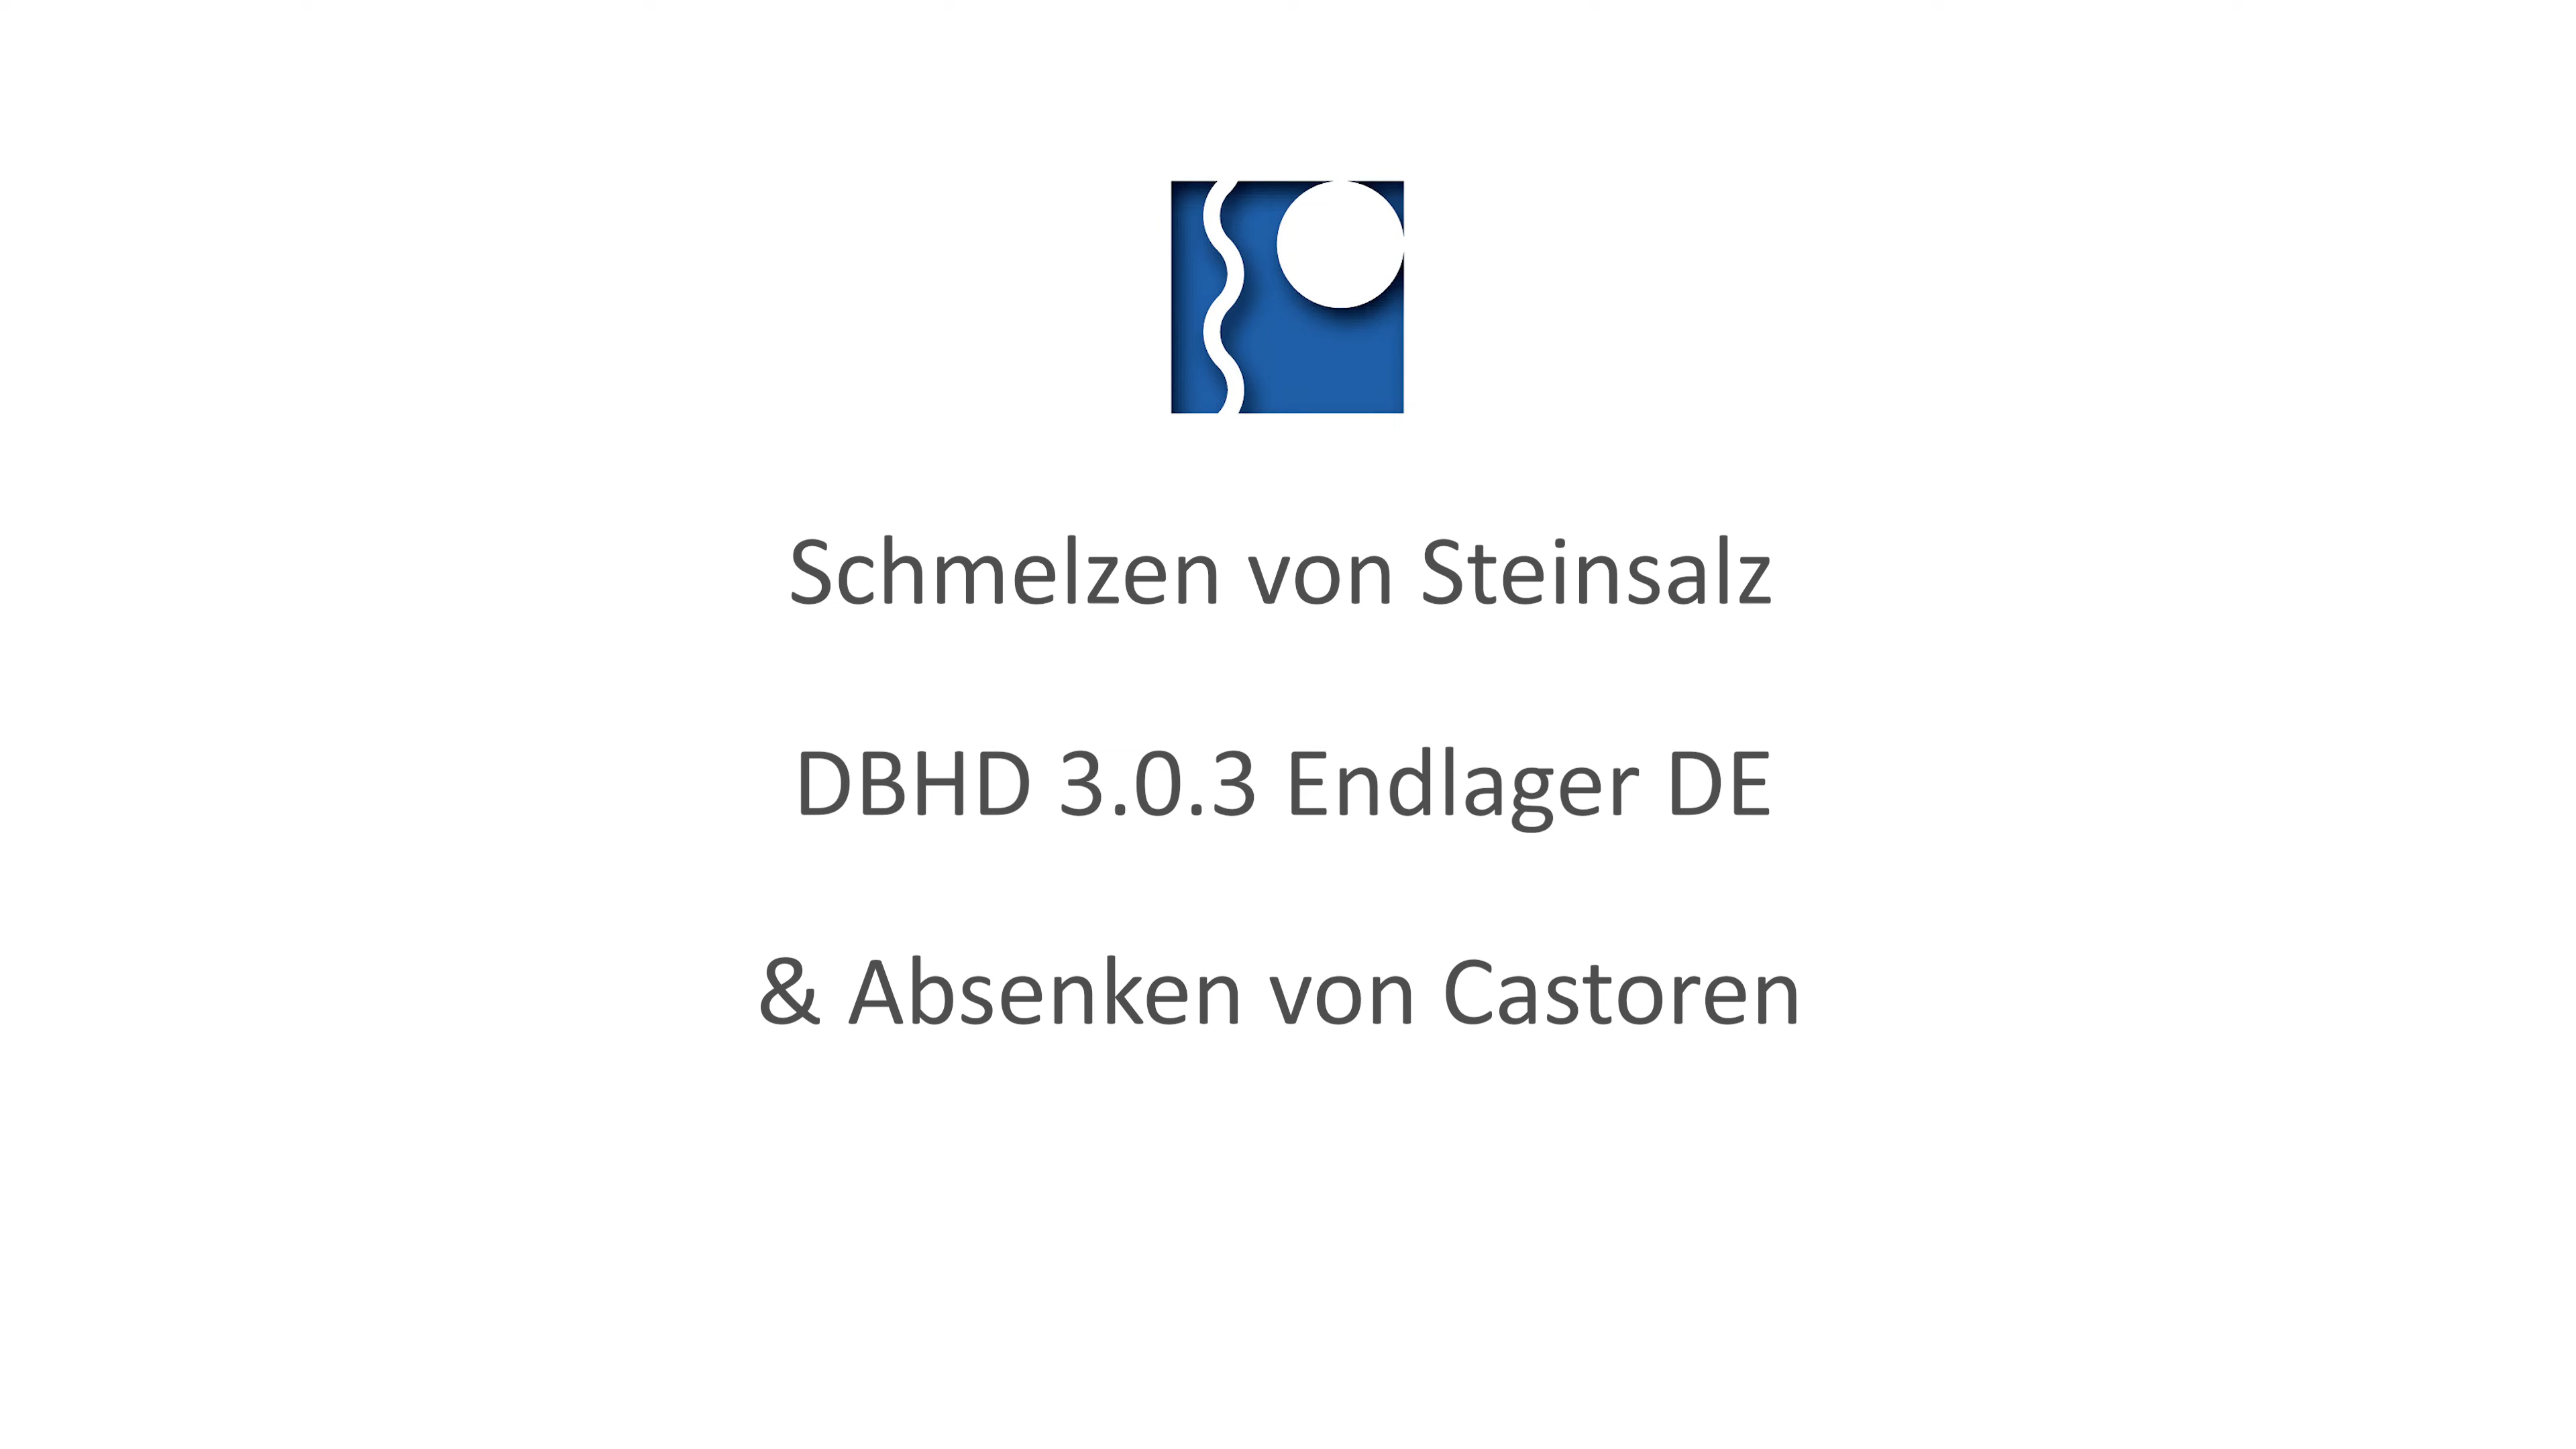 Schmelzen von Steinsalz
DBHD 3.0.3 Endlager DE
& Absenken von Castoren